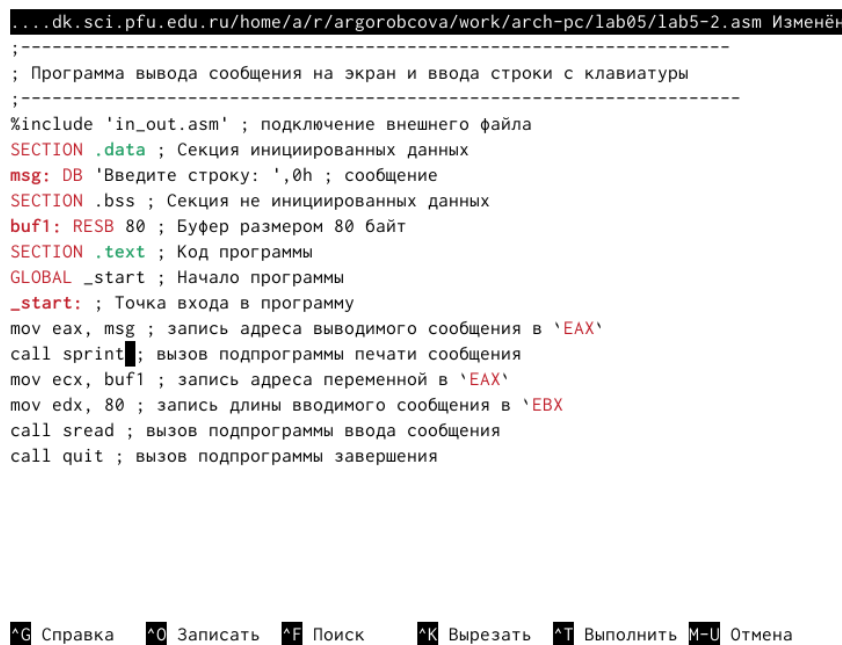 ....dk.sci.pfu.edu.ru/home/a/r/argorobcova/work/arch-pc/lab05/lab5-2.asm Изменён
;--------------------------------------------------------------------
; Программа вывода сообщения на экран и ввода строки с клавиатуры
;---------------------------------------------------------------------
%include 'in_out.asm' ; подключение внешнего файла
SECTION .data ; Секция инициированных данных
msg: DB 'Введите строку: ',0h ; сообщение
SECTION .bss ; Секция не инициированных данных
buf1: RESB 80 ; Буфер размером 80 байт
SECTION .text ; Код программы
GLOBAL _start ; Начало программы
_start: ; Точка входа в программу
mov eax, msg ; запись адреса выводимого сообщения в `EAX`
call sprint ; вызов подпрограммы печати сообщения
mov ecx, buf1 ; запись адреса переменной в `EAX`
mov edx, 80 ; запись длины вводимого сообщения в `EBX
call sread ; вызов подпрограммы ввода сообщения
call quit ; вызов подпрограммы завершения
^G Справка ^O Записать ^F Поиск ^K Вырезать ^T Выполнить M-U Отмена